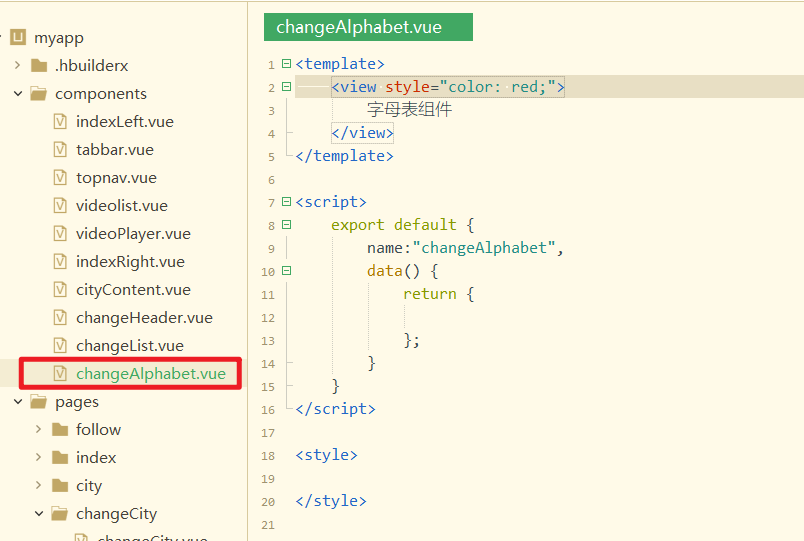 myapp
.hbuilderx
components
indexLeft.vue
tabbar.vue
topnav.vue
videolist.vue
videoPlayer.vue
indexRight.vue
cityContent.vue
changeHeader.vue
changeList.vue
changeAlphabet.vue
pages
follow
index
city
changeCity
changeCity.vue
changeAlphabet.vue
1 <template>
2 <view style="color: red;">
3 字母表组件
4 </view>
5 </template>
6
7 <script>
8 export default {
9 name:"changeAlphabet",
10 data() {
11 return {
12
13 };
14 }
15 }
16 </script>
17
18 <style>
19
20 </style>
21